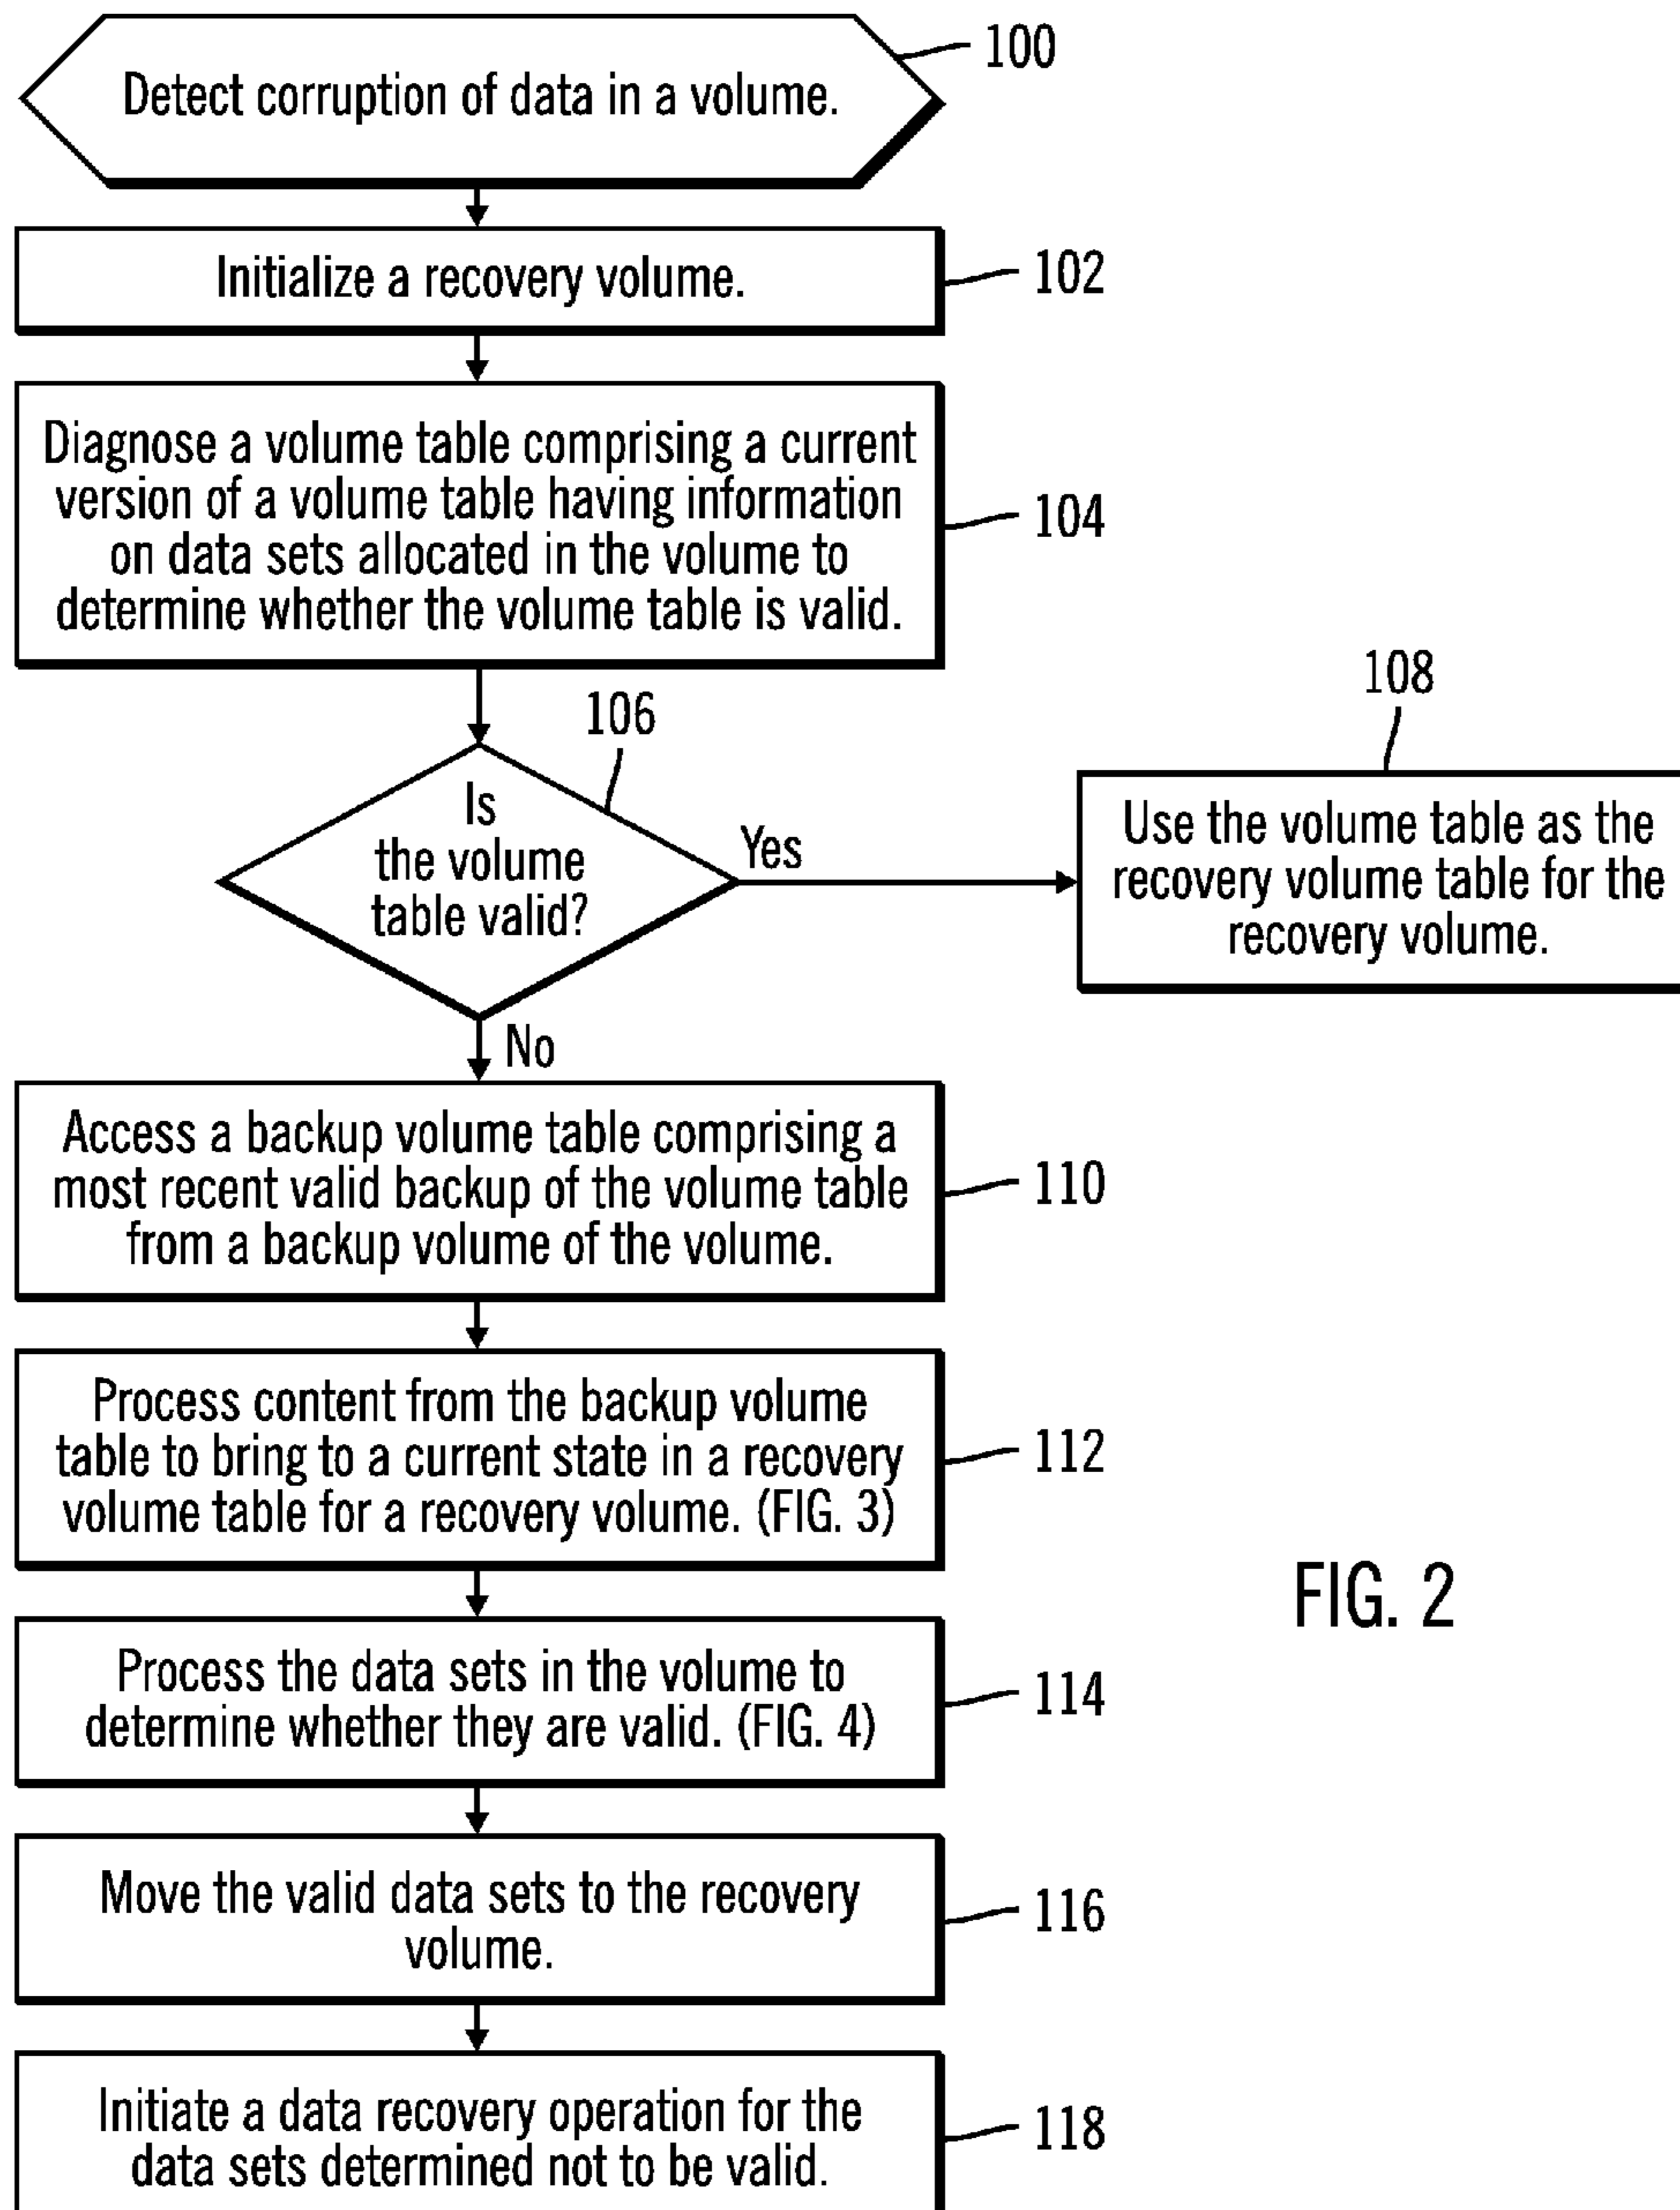 100
Detect corruption of data in a volume.
Initialize a recovery volume.
102
Diagnose a volume table comprising a current
version of a volume table having information
on data sets allocated in the volume to
determine whether the volume table is valid.
104
106
Is
the volume
table valid?
Yes
108
Use the volume table as the
recovery volume table for the
recovery volume.
No
Access a backup volume table comprising a
most recent valid backup of the volume table
from a backup volume of the volume.
110
Process content from the backup volume
table to bring to a current state in a recovery
volume table for a recovery volume. (FIG. 3)
112
FIG. 2
Process the data sets in the volume to
determine whether they are valid. (FIG. 4)
114
Move the valid data sets to the recovery
volume.
116
Initiate a data recovery operation for the
data sets determined not to be valid.
118